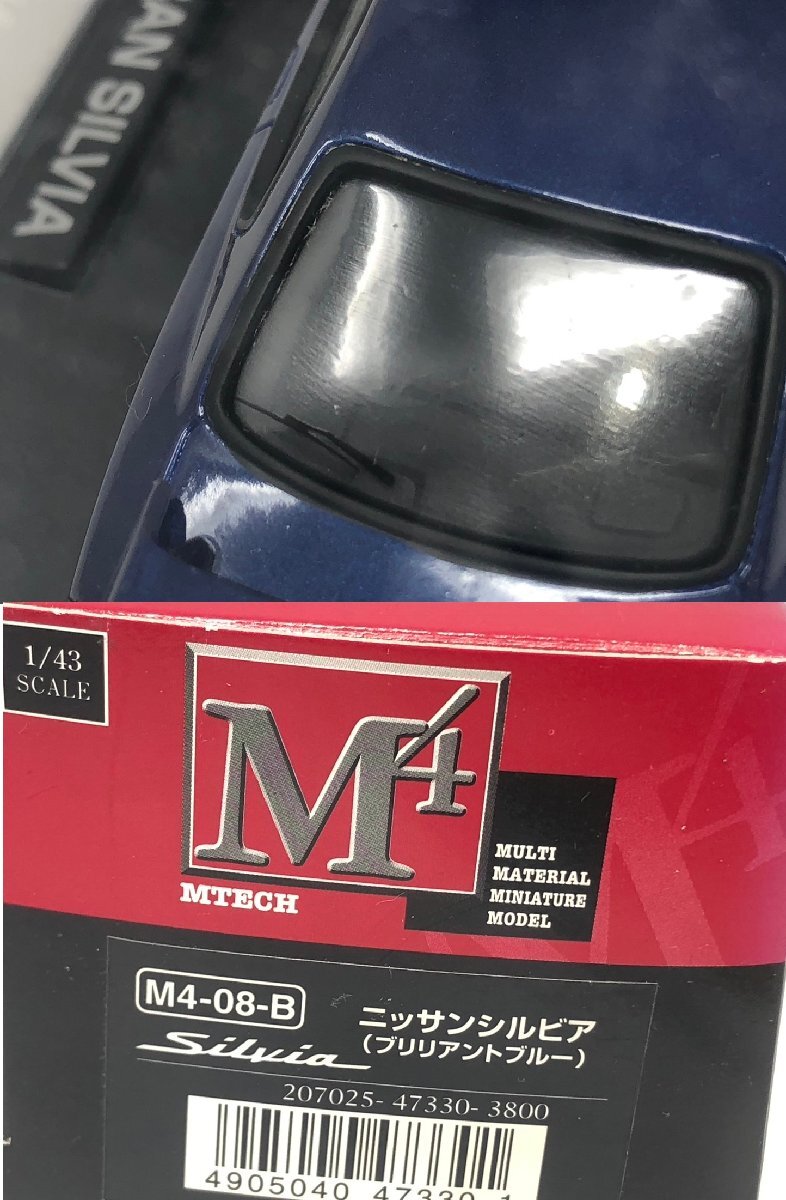 AN SILVIA
1/43
SCALE
M4
MTECH
MULTI
MATERIAL
MINIATURE
MODEL
M4-08-B
ニッサンシルビア
Silvia
(ブリリアントブルー)
207025-47330-3800
4905040 47330 1